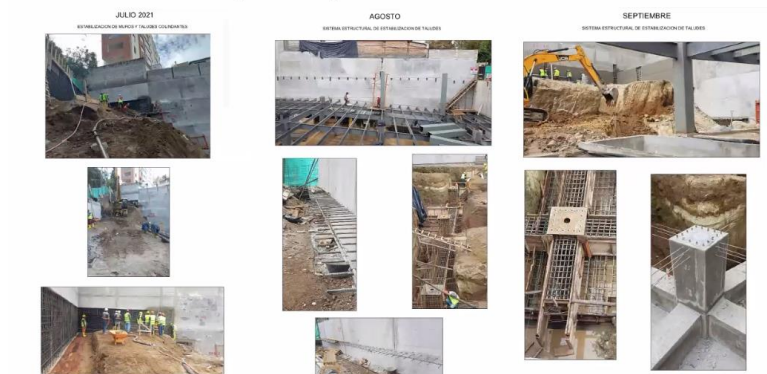 JULIO 2021
ESTABILIZACION DE MUROS Y TALUDES COLINDANTES
AGOSTO
SISTEMA ESTRUCTURAL DE ESTABILIZACION DE TALUDES
SEPTIEMBRE
SISTEMA ESTRUCTURAL DE ESTABILIZACION DE TALUDES